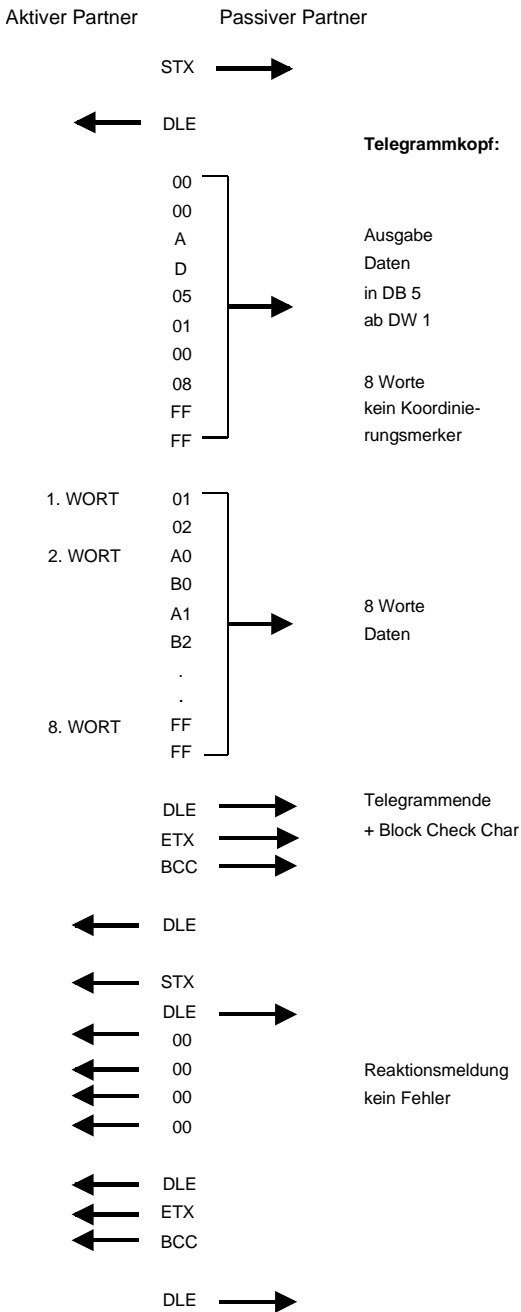 Aktiver Partner Passiver Partner
STX
DLE
Telegrammkopf:
00
00
A Ausgabe
D Daten
05 in DB 5
01 ab DW 1
00
08 8 Worte
FF kein Koordinie-
FF rungsmerker
1. WORT 01
02
2. WORT A0
B0
A1 8 Worte
B2 Daten
.
.
8. WORT FF
FF
DLE Telegrammende
ETX + Block Check Char
BCC
DLE
STX
DLE
00
00 Reaktionsmeldung
00 kein Fehler
00
DLE
ETX
BCC
DLE